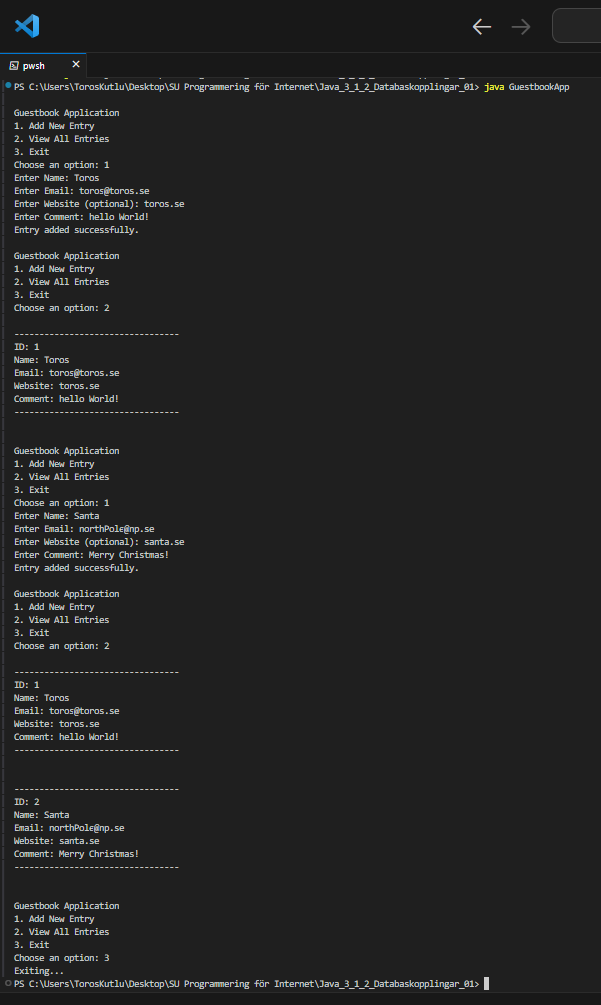 pwsh
PS C:\Users\TorosKutlu\Desktop\SU Programmering för Internet\Java_3_1_2_Databaskopplingar_01> java GuestbookApp
Guestbook Application
1. Add New Entry
2. View All Entries
3. Exit
Choose an option: 1
Enter Name: Toros
Enter Email: toros@toros.se
Enter Website (optional): toros.se
Enter Comment: hello World!
Entry added successfully.
Guestbook Application
1. Add New Entry
2. View All Entries
3. Exit
Choose an option: 2
---------------------------------
ID: 1
Name: Toros
Email: toros@toros.se
Website: toros.se
Comment: hello World!
---------------------------------
Guestbook Application
1. Add New Entry
2. View All Entries
3. Exit
Choose an option: 1
Enter Name: Santa
Enter Email: northPole@np.se
Enter Website (optional): santa.se
Enter Comment: Merry Christmas!
Entry added successfully.
Guestbook Application
1. Add New Entry
2. View All Entries
3. Exit
Choose an option: 2
---------------------------------
ID: 1
Name: Toros
Email: toros@toros.se
Website: toros.se
Comment: hello World!
---------------------------------
---------------------------------
ID: 2
Name: Santa
Email: northPole@np.se
Website: santa.se
Comment: Merry Christmas!
---------------------------------
Guestbook Application
1. Add New Entry
2. View All Entries
3. Exit
Choose an option: 3
Exiting...
PS C:\Users\TorosKutlu\Desktop\SU Programmering för Internet\Java_3_1_2_Databaskopplingar_01>